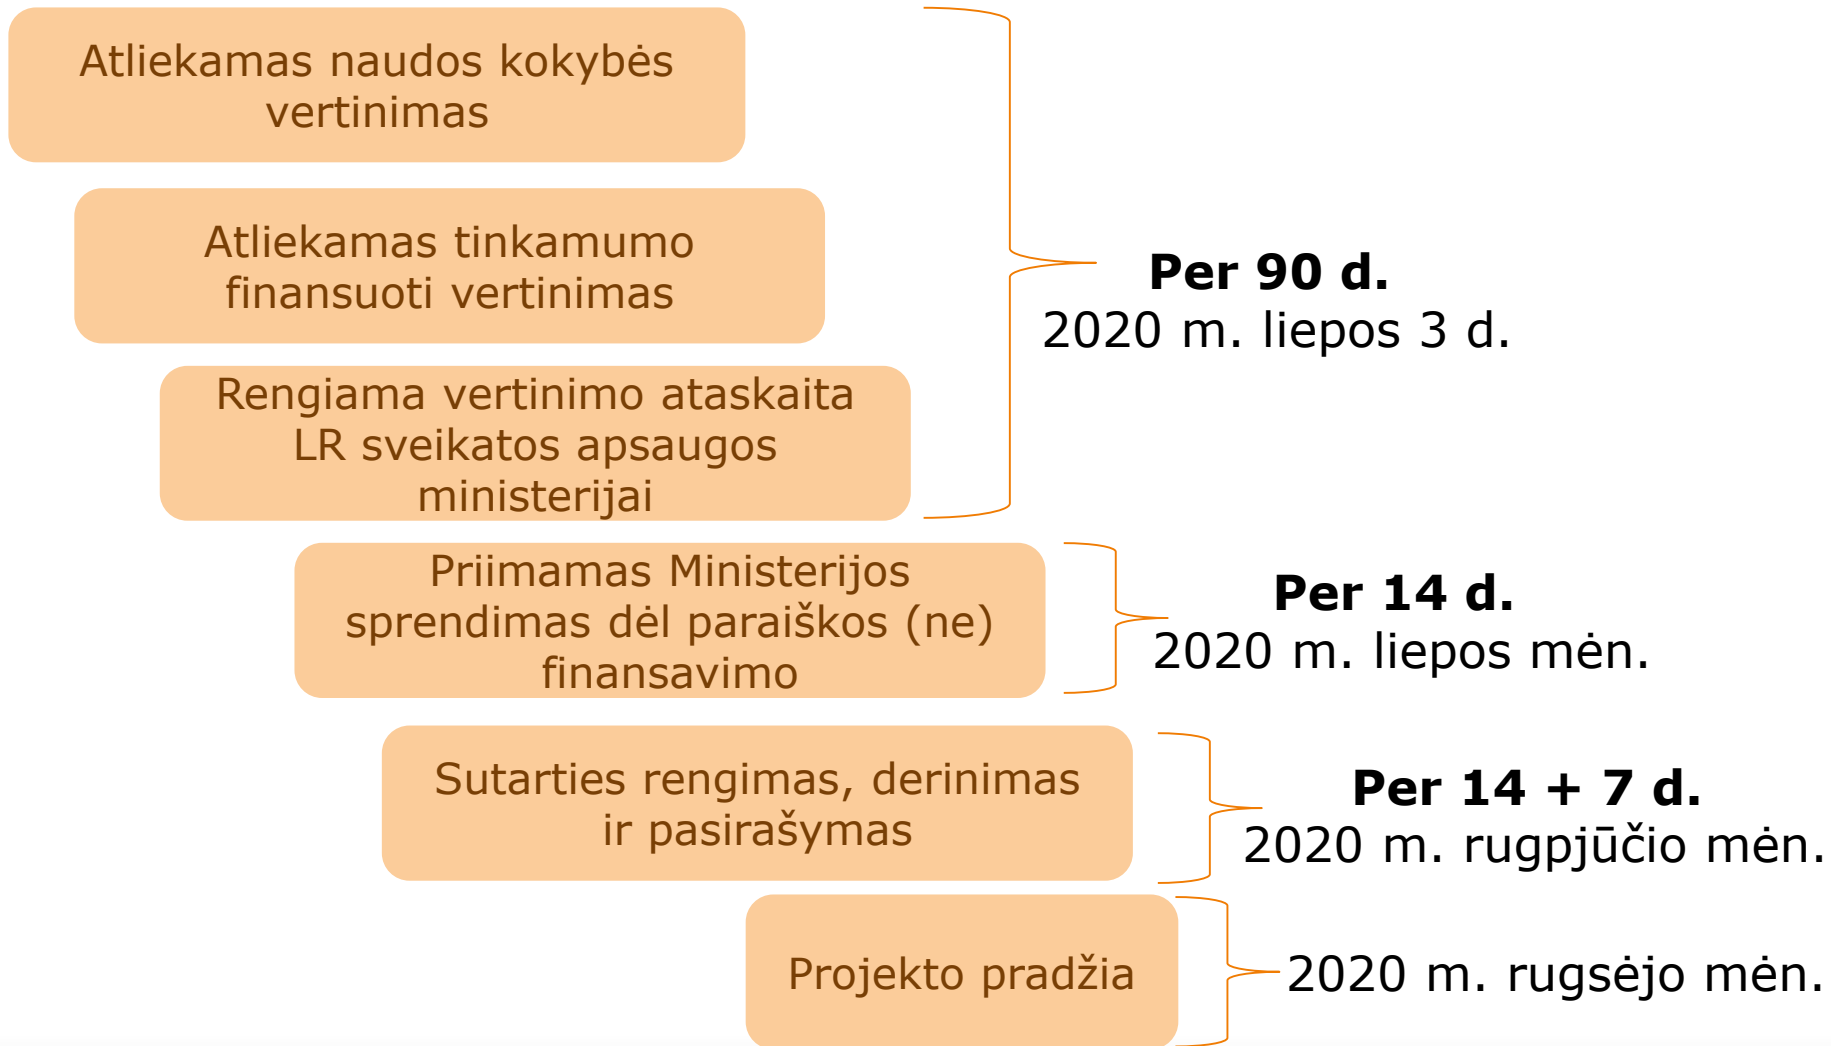 Atliekamas naudos kokybės
vertinimas
Atliekamas tinkamumo
finansuoti vertinimas
Rengiama vertinimo ataskaita
LR sveikatos apsaugos
ministerijai
Per 90 d.
2020 m. liepos 3 d.
Priimamas Ministerijos
sprendimas dėl paraiškos (ne)
finansavimo
Per 14 d.
2020 m. liepos mėn.
Sutarties rengimas, derinimas
ir pasirašymas
Per 14 + 7 d.
2020 m. rugpjūčio mėn.
Projekto pradžia
2020 m. rugsėjo mėn.